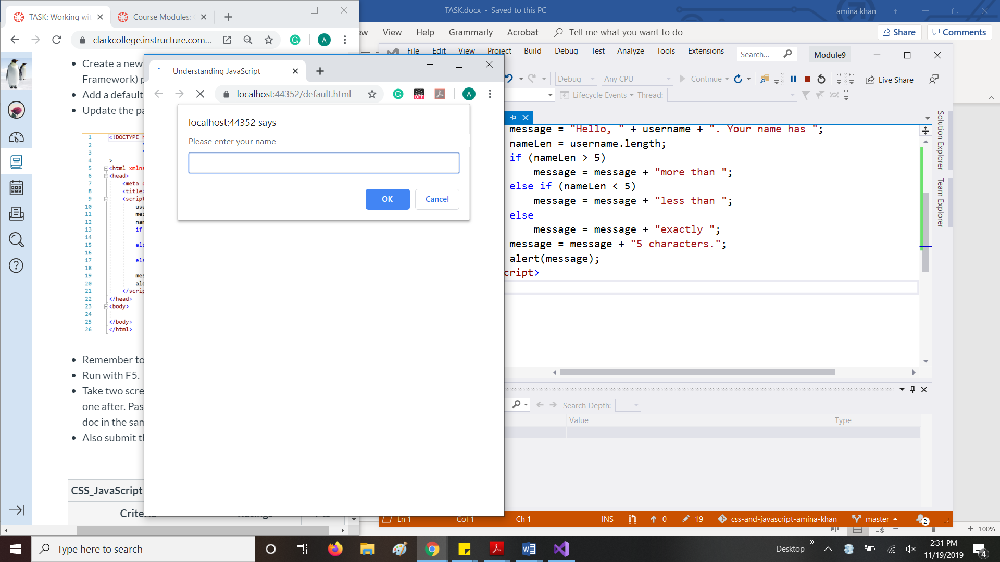 TASK: Working wit
Course Modules:
clarkcollege.instructure.com...
TASK.docx - Saved to this PC
amina khan
View Help Grammarly Acrobat Tell me what you want to do
Share
Comments
File Edit View Project Build Debug Test Analyze Tools Extensions
Search...
Module9
Debug
Any CPU
Continue
Live Share
Lifecycle Events
Thread:
Create a new
Framework) p
Add a default
Update the pa
Understanding JavaScript
localhost:44352/default.html
OFF
A
localhost:44352 says
Please enter your name
OK
Cancel
1 <!DOCTYPE h
2
3
4 >
5 <html xmlns
6 <head>
7 <meta c
8 <title>
9 <script
10 use
11 mes
12 nam
13 if
14
15 els
16
17 els
18
19 mes
20 ale
21 </scrip
22 </head>
23 <body>
24
25 </body>
26 </html>
Remember to
Run with F5.
Take two scre
one after. Pas
doc in the sam
Also submit th
CSS_JavaScript
message = "Hello, " + username + ". Your name has ";
nameLen = username.length;
if (nameLen > 5)
message = message + "more than ";
else if (nameLen < 5)
message = message + "less than ";
else
message = message + "exactly ";
message = message + "5 characters.";
alert(message);
cript>
Solution Explorer
Team Explorer
Search Depth:
Value
Type
Ln 1 Col 1 Ch 1 INS 0 19 css-and-javascript-amina-khan master 2
100%
Type here to search
Desktop
2:31 PM
11/19/2019
4